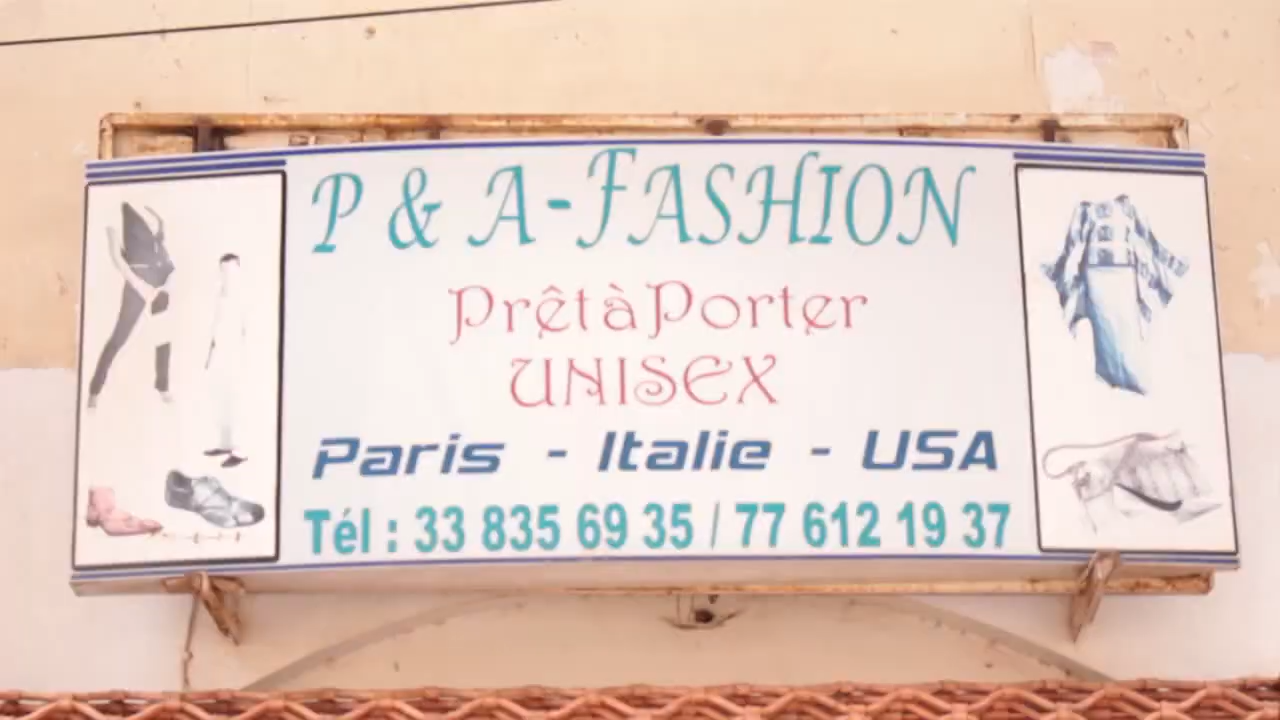 P & A-FASHION
Prêt à Porter
UNISEX
Paris - Italie - USA
Tél : 33 835 69 35 / 77 612 19 37